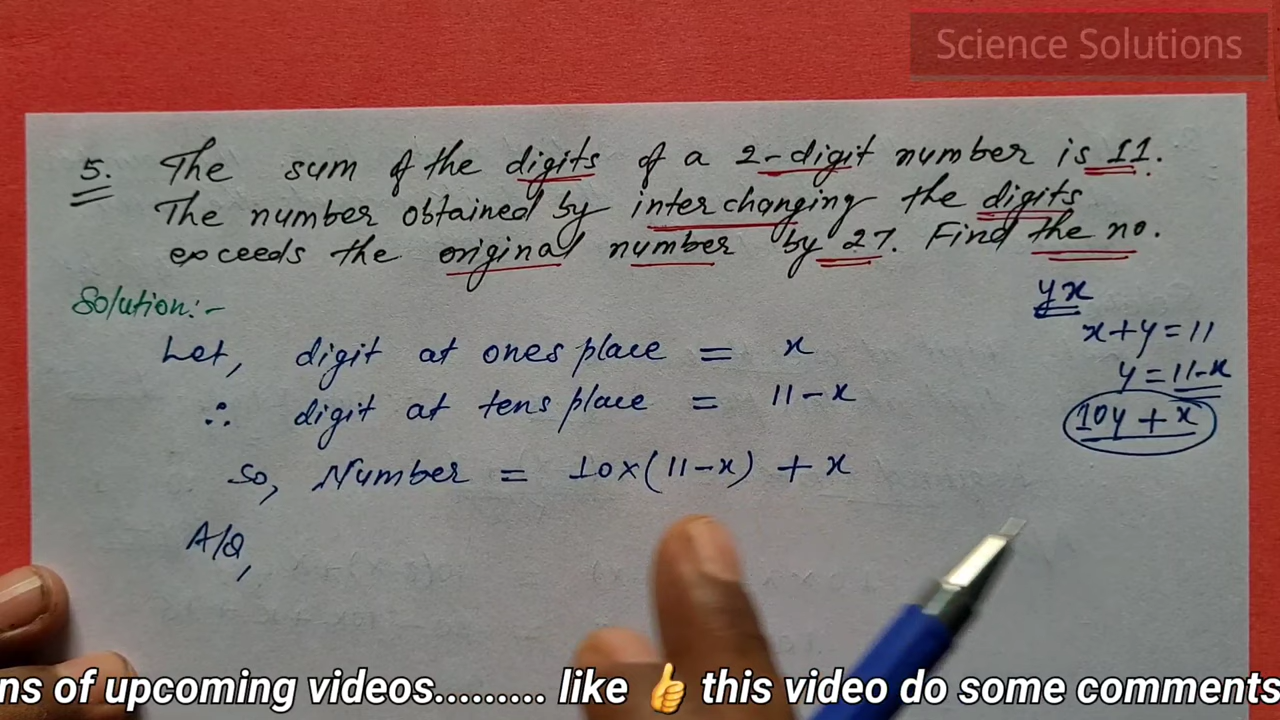 Science Solutions
5. The sum of the digits of a 2-digit number is 11.
The number obtained by interchanging the digits
exceeds the original number by 27. Find the no.
Solution:-
yx
x+y=11
y=11-x
10y+x
Let, digit at ones place = x
∴ digit at tens place = 11-x
So, Number = 10×(11-x) + x
A/Q,
ns of upcoming videos......... like 👍 this video do some comments